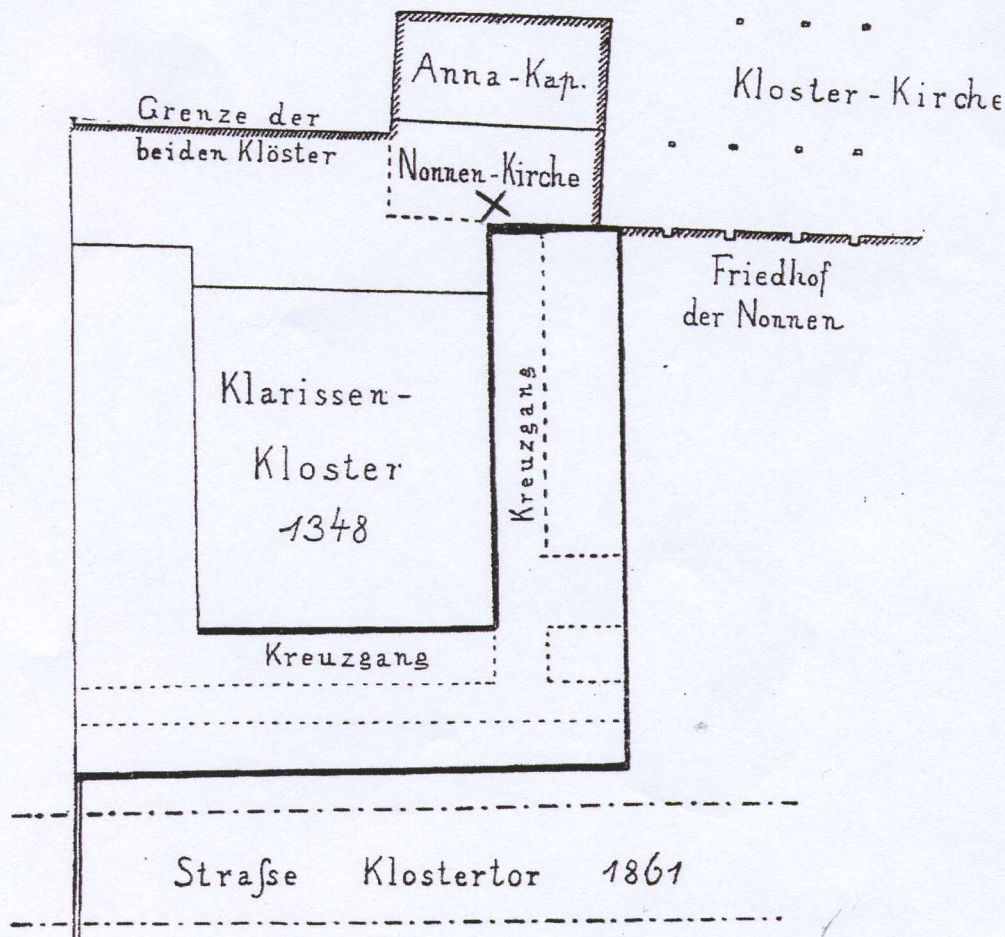 Anna-Kap.
Kloster-Kirche
Grenze der
beiden Klöster
Nonnen-Kirche
Friedhof
der Nonnen
Klarissen-
Kloster
1348
Kreuzgang
Kreuzgang
Straſse Klostertor 1861